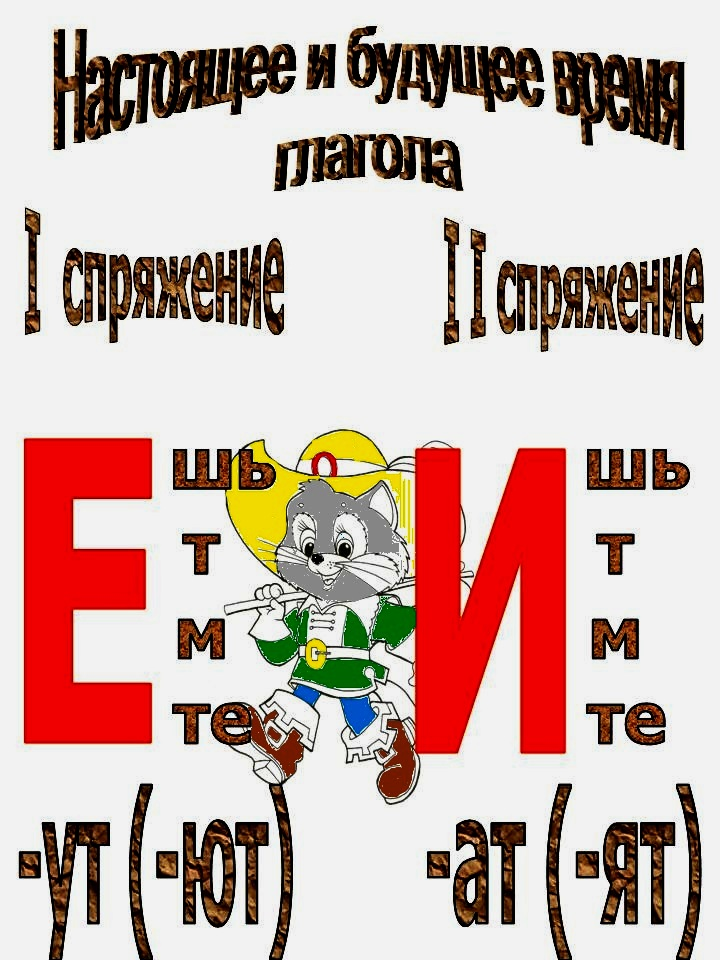 Настоящее и будущее время
глагола
I спряжение
II спряжение
Е
шь
т
м
те
И
шь
т
м
те
-ут (-ют)
-ат (-ят)